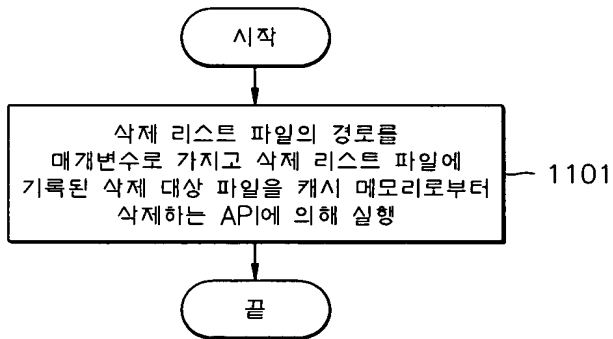 시작
삭제 리스트 파일의 경로를
매개변수로 가지고 삭제 리스트 파일에
기록된 삭제 대상 파일을 캐시 메모리로부터
삭제하는 API에 의해 실행
1101
끝